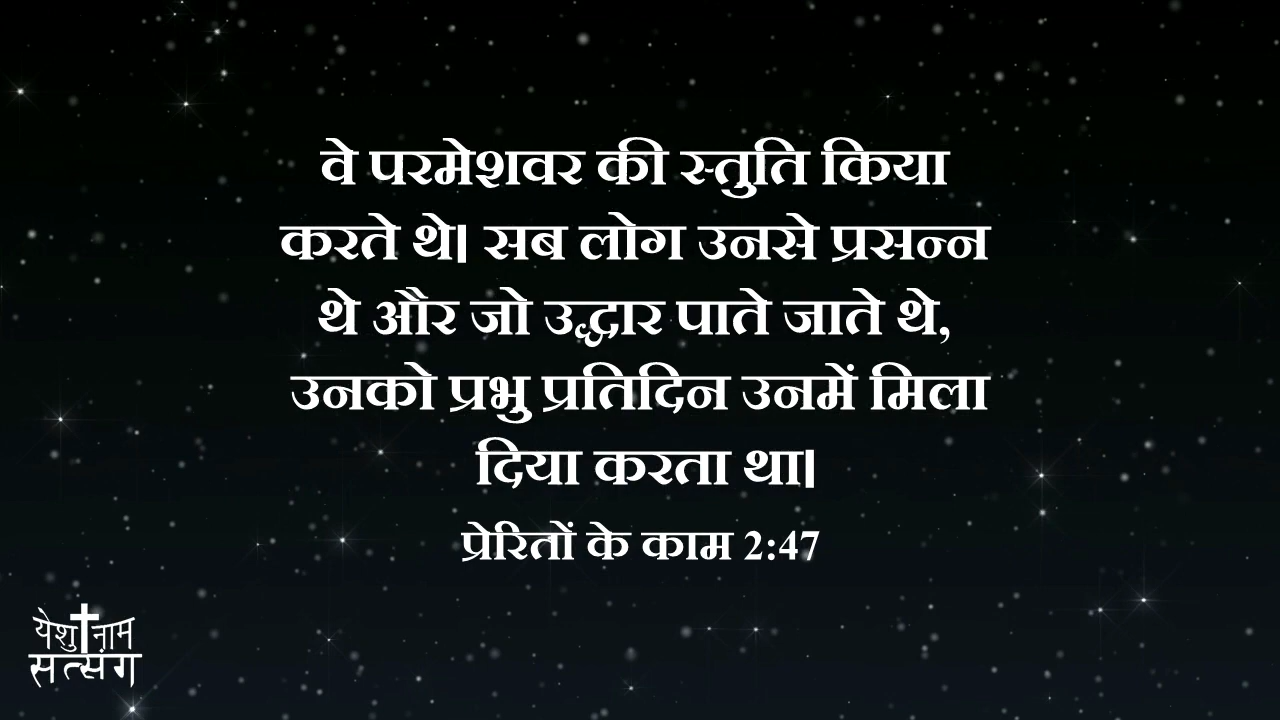 वे परमेशवर की स्तुति किया
करते थे। सब लोग उनसे प्रसन्न
थे और जो उद्धार पाते जाते थे,
उनको प्रभु प्रतिदिन उनमें मिला
दिया करता था।
प्रेरितों के काम 2:47
येशु नाम
सत्संग